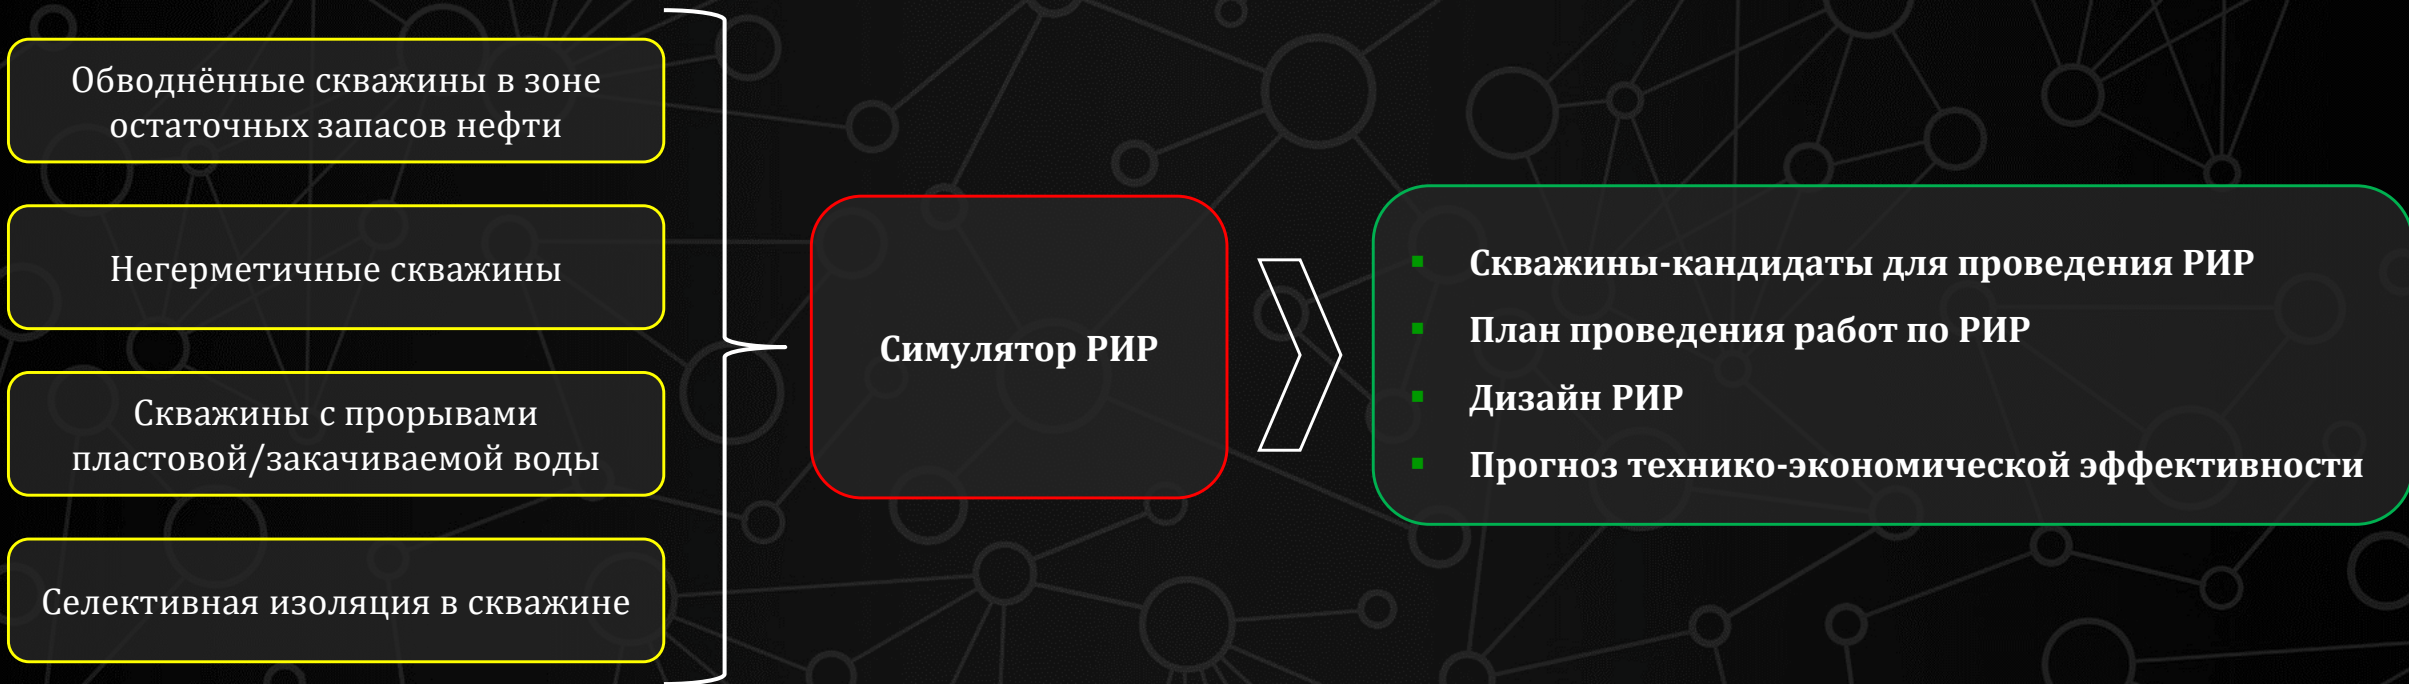 Обводнённые скважины в зоне
остаточных запасов нефти
Негерметичные скважины
Скважины с прорывами
пластовой/закачиваемой воды
Селективная изоляция в скважине
Симулятор РИР
Скважины-кандидаты для проведения РИР
План проведения работ по РИР
Дизайн РИР
Прогноз технико-экономической эффективности